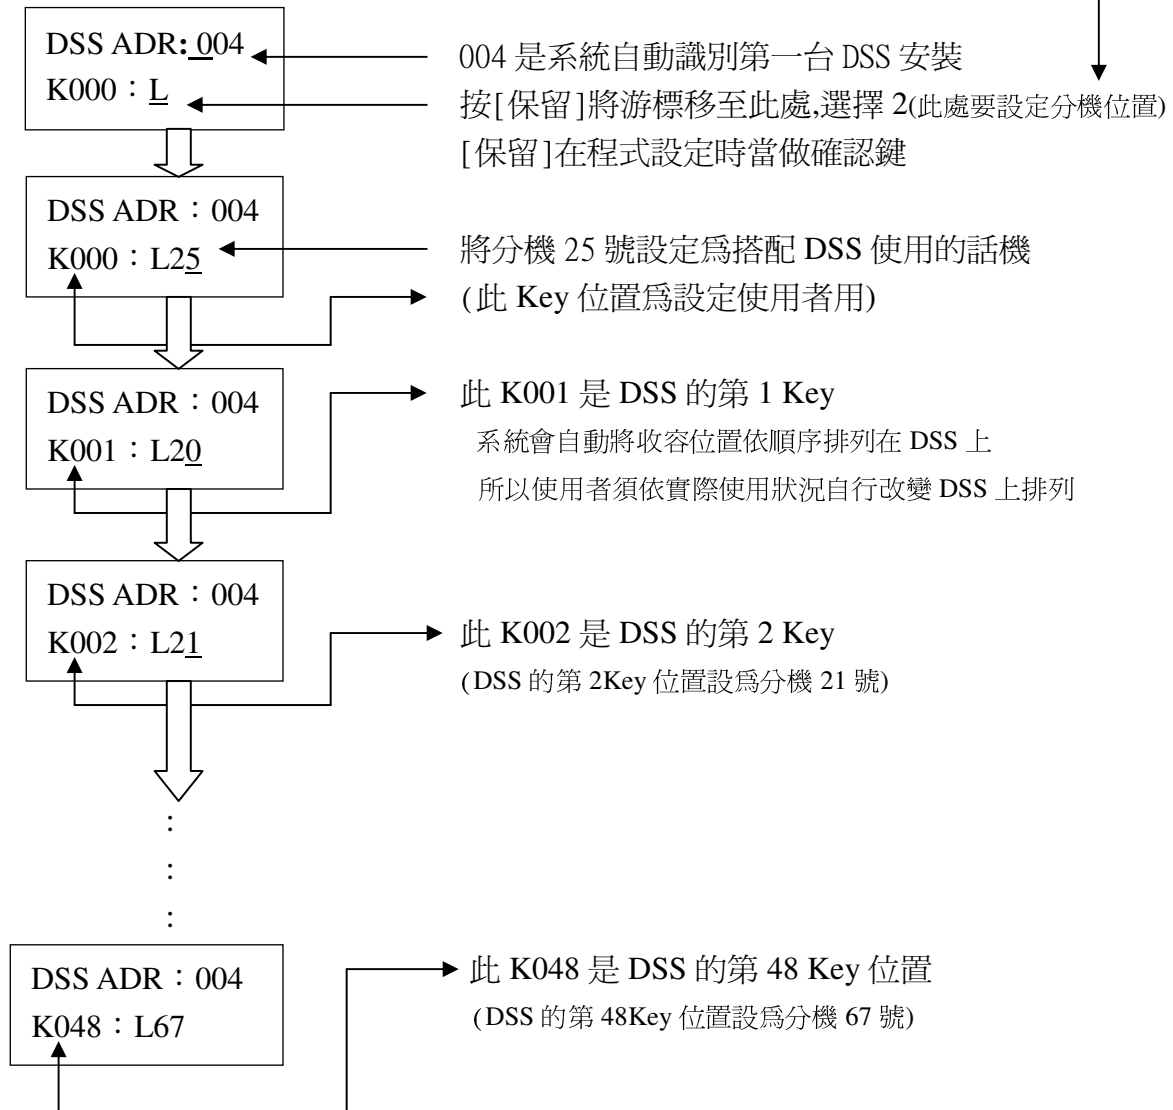 DSS ADR: 004
004 是系統自動識別第一台 DSS 安裝
K000：L
按[保留]將游標移至此處,選擇 2(此處要設定分機位置)
[保留]在程式設定時當做確認鍵
DSS ADR：004
K000：L25
將分機 25 號設定爲搭配 DSS 使用的話機
(此 Key 位置爲設定使用者用)
DSS ADR：004
K001：L20
此 K001 是 DSS 的第 1 Key
系統會自動將收容位置依順序排列在 DSS 上
所以使用者須依實際使用狀況自行改變 DSS 上排列
DSS ADR：004
K002：L21
此 K002 是 DSS 的第 2 Key
(DSS 的第 2Key 位置設爲分機 21 號)
:
:
:
DSS ADR：004
K048：L67
此 K048 是 DSS 的第 48 Key 位置
(DSS 的第 48Key 位置設爲分機 67 號)